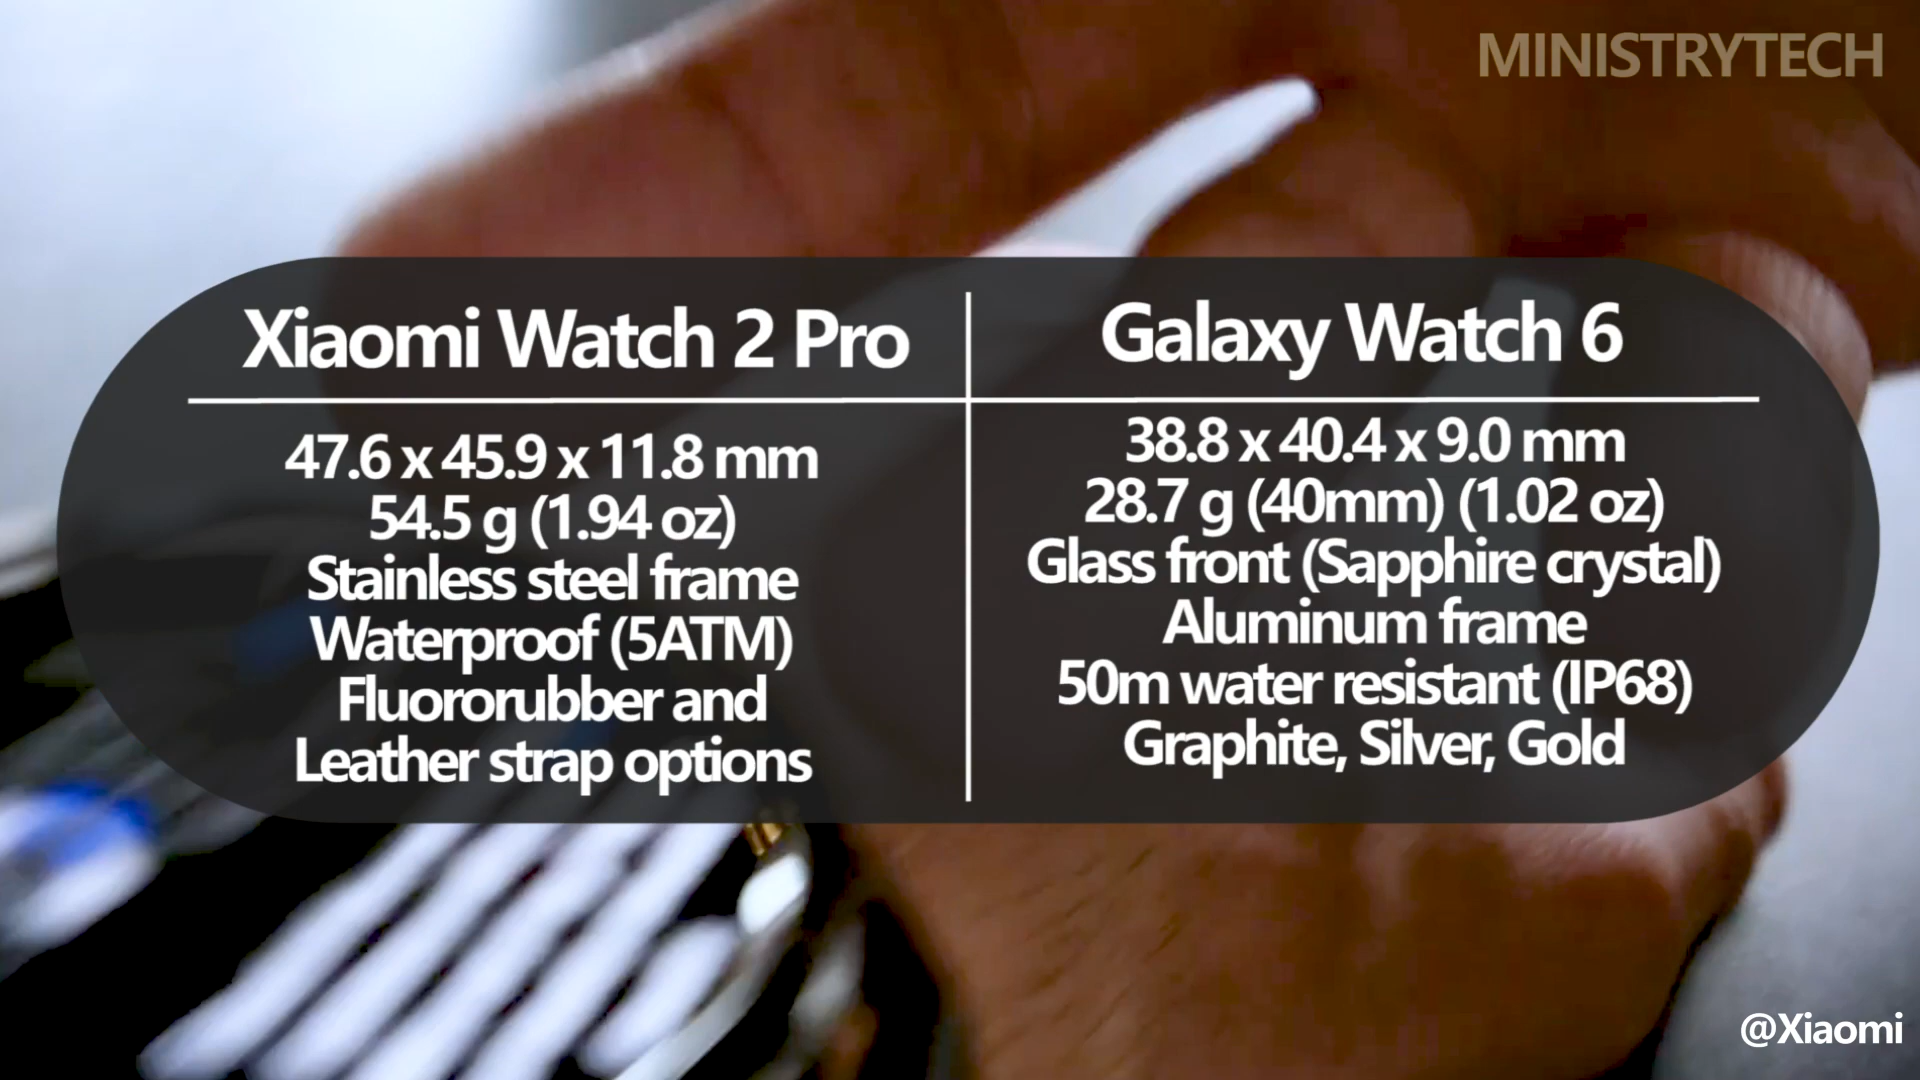 MINISTRYTECH
Xiaomi Watch 2 Pro
47.6 x 45.9 x 11.8 mm
54.5 g (1.94 oz)
Stainless steel frame
Waterproof (5ATM)
Fluororubber and
Leather strap options
Galaxy Watch 6
38.8 x 40.4 x 9.0 mm
28.7 g (40mm) (1.02 oz)
Glass front (Sapphire crystal)
Aluminum frame
50m water resistant (IP68)
Graphite, Silver, Gold
@Xiaomi